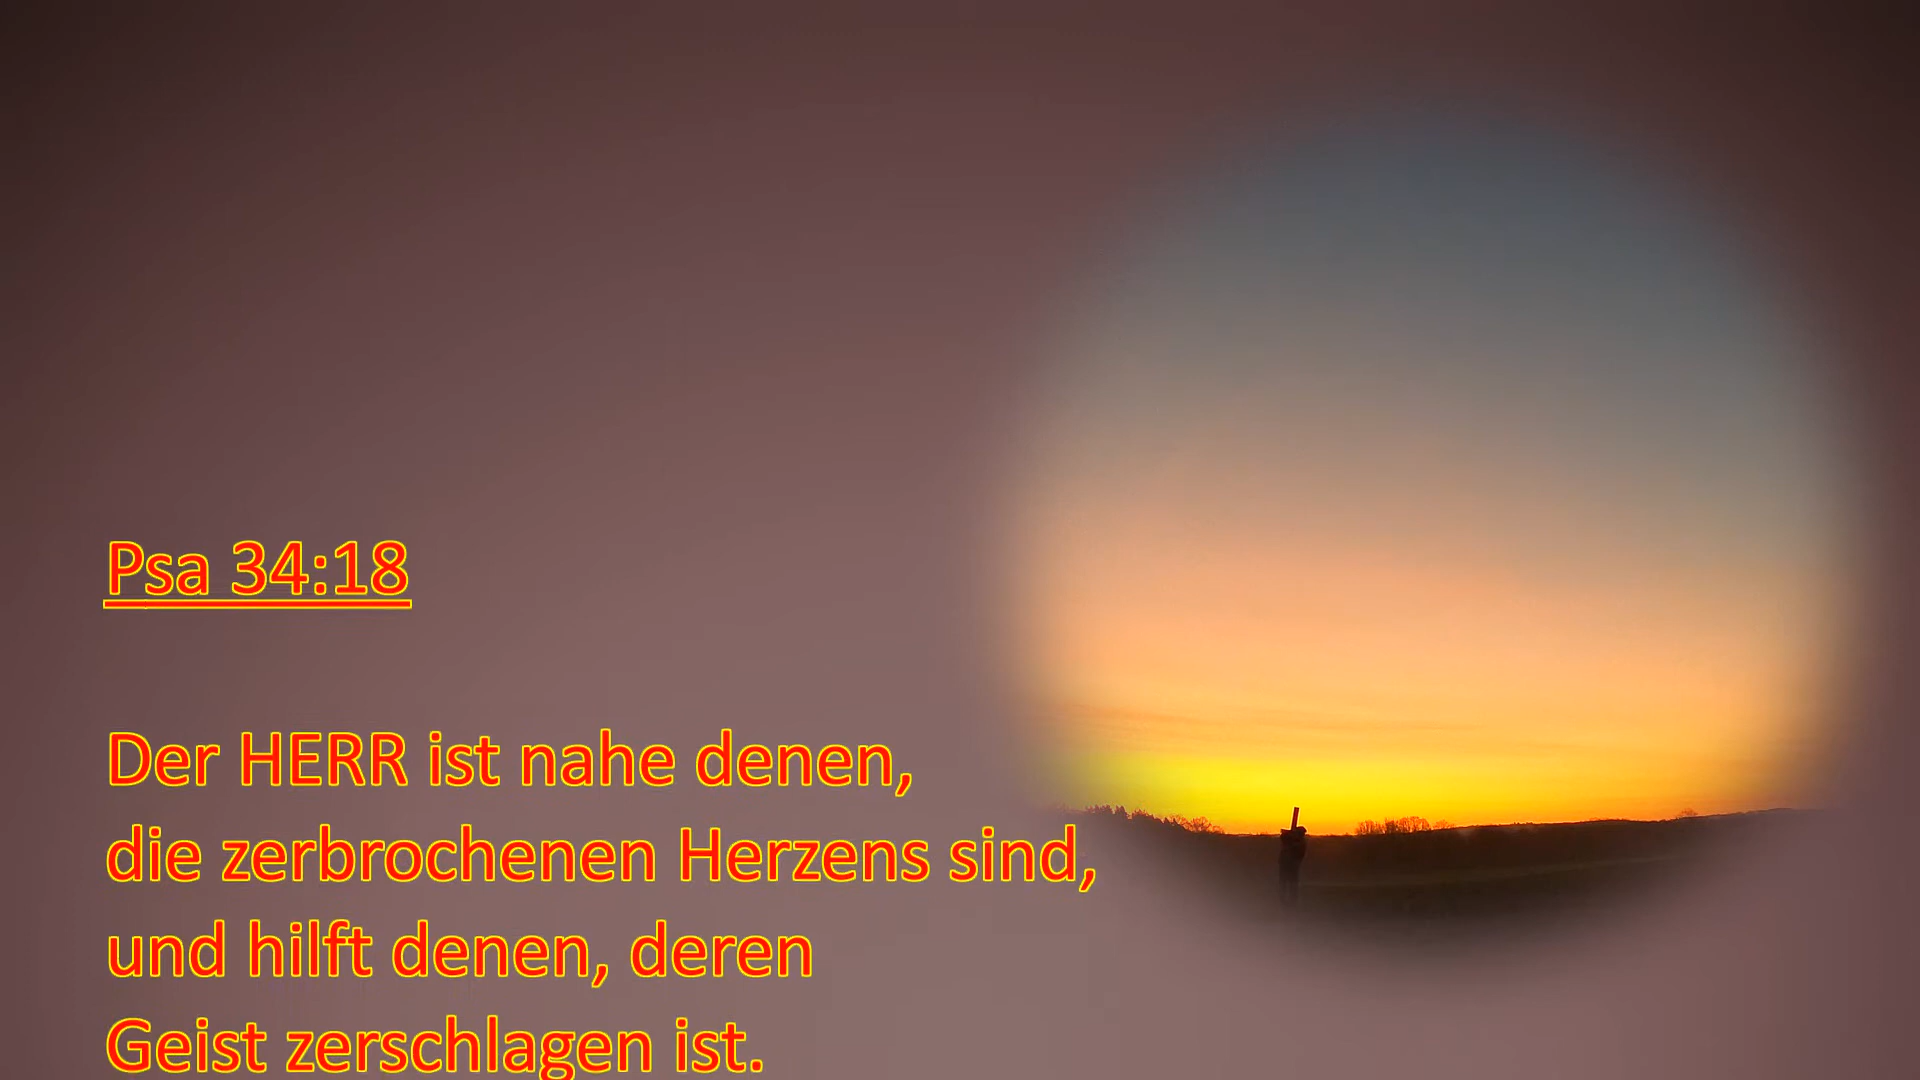 Psa 34:18
Der HERR ist nahe denen,
die zerbrochenen Herzens sind,
und hilft denen, deren
Geist zerschlagen ist.